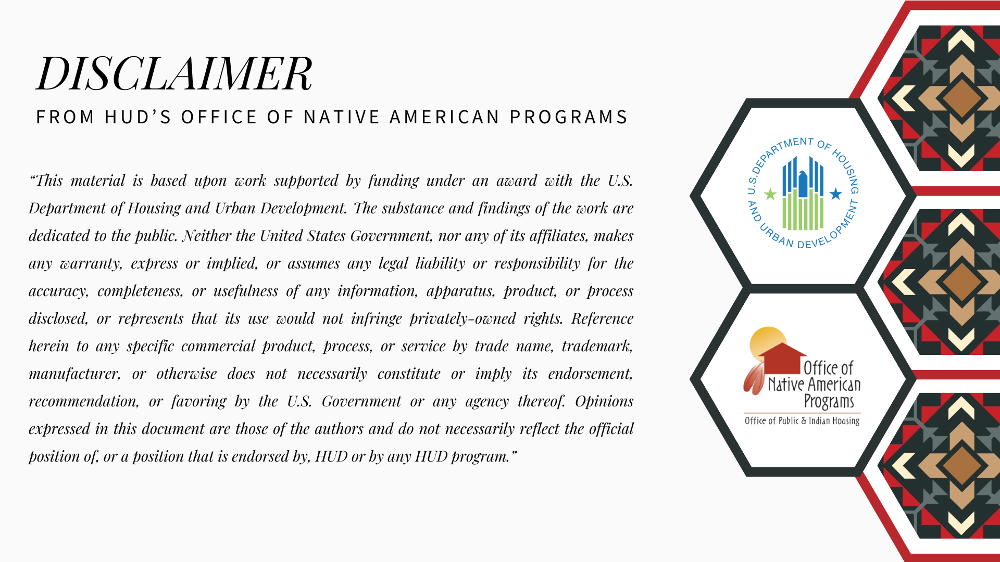 DISCLAIMER
FROM HUD’S OFFICE OF NATIVE AMERICAN PROGRAMS
“This material is based upon work supported by funding under an award with the U.S.
Department of Housing and Urban Development. The substance and findings of the work are
dedicated to the public. Neither the United States Government, nor any of its affiliates, makes
any warranty, express or implied, or assumes any legal liability or responsibility for the
accuracy, completeness, or usefulness of any information, apparatus, product, or process
disclosed, or represents that its use would not infringe privately-owned rights. Reference
herein to any specific commercial product, process, or service by trade name, trademark,
manufacturer, or otherwise does not necessarily constitute or imply its endorsement,
recommendation, or favoring by the U.S. Government or any agency thereof. Opinions
expressed in this document are those of the authors and do not necessarily reflect the official
position of, or a position that is endorsed by, HUD or by any HUD program.”
U.S.DEPARTMENT OF HOUSING
AND URBAN DEVELOPMENT
Office of
Native American
Programs
Office of Public & Indian Housing